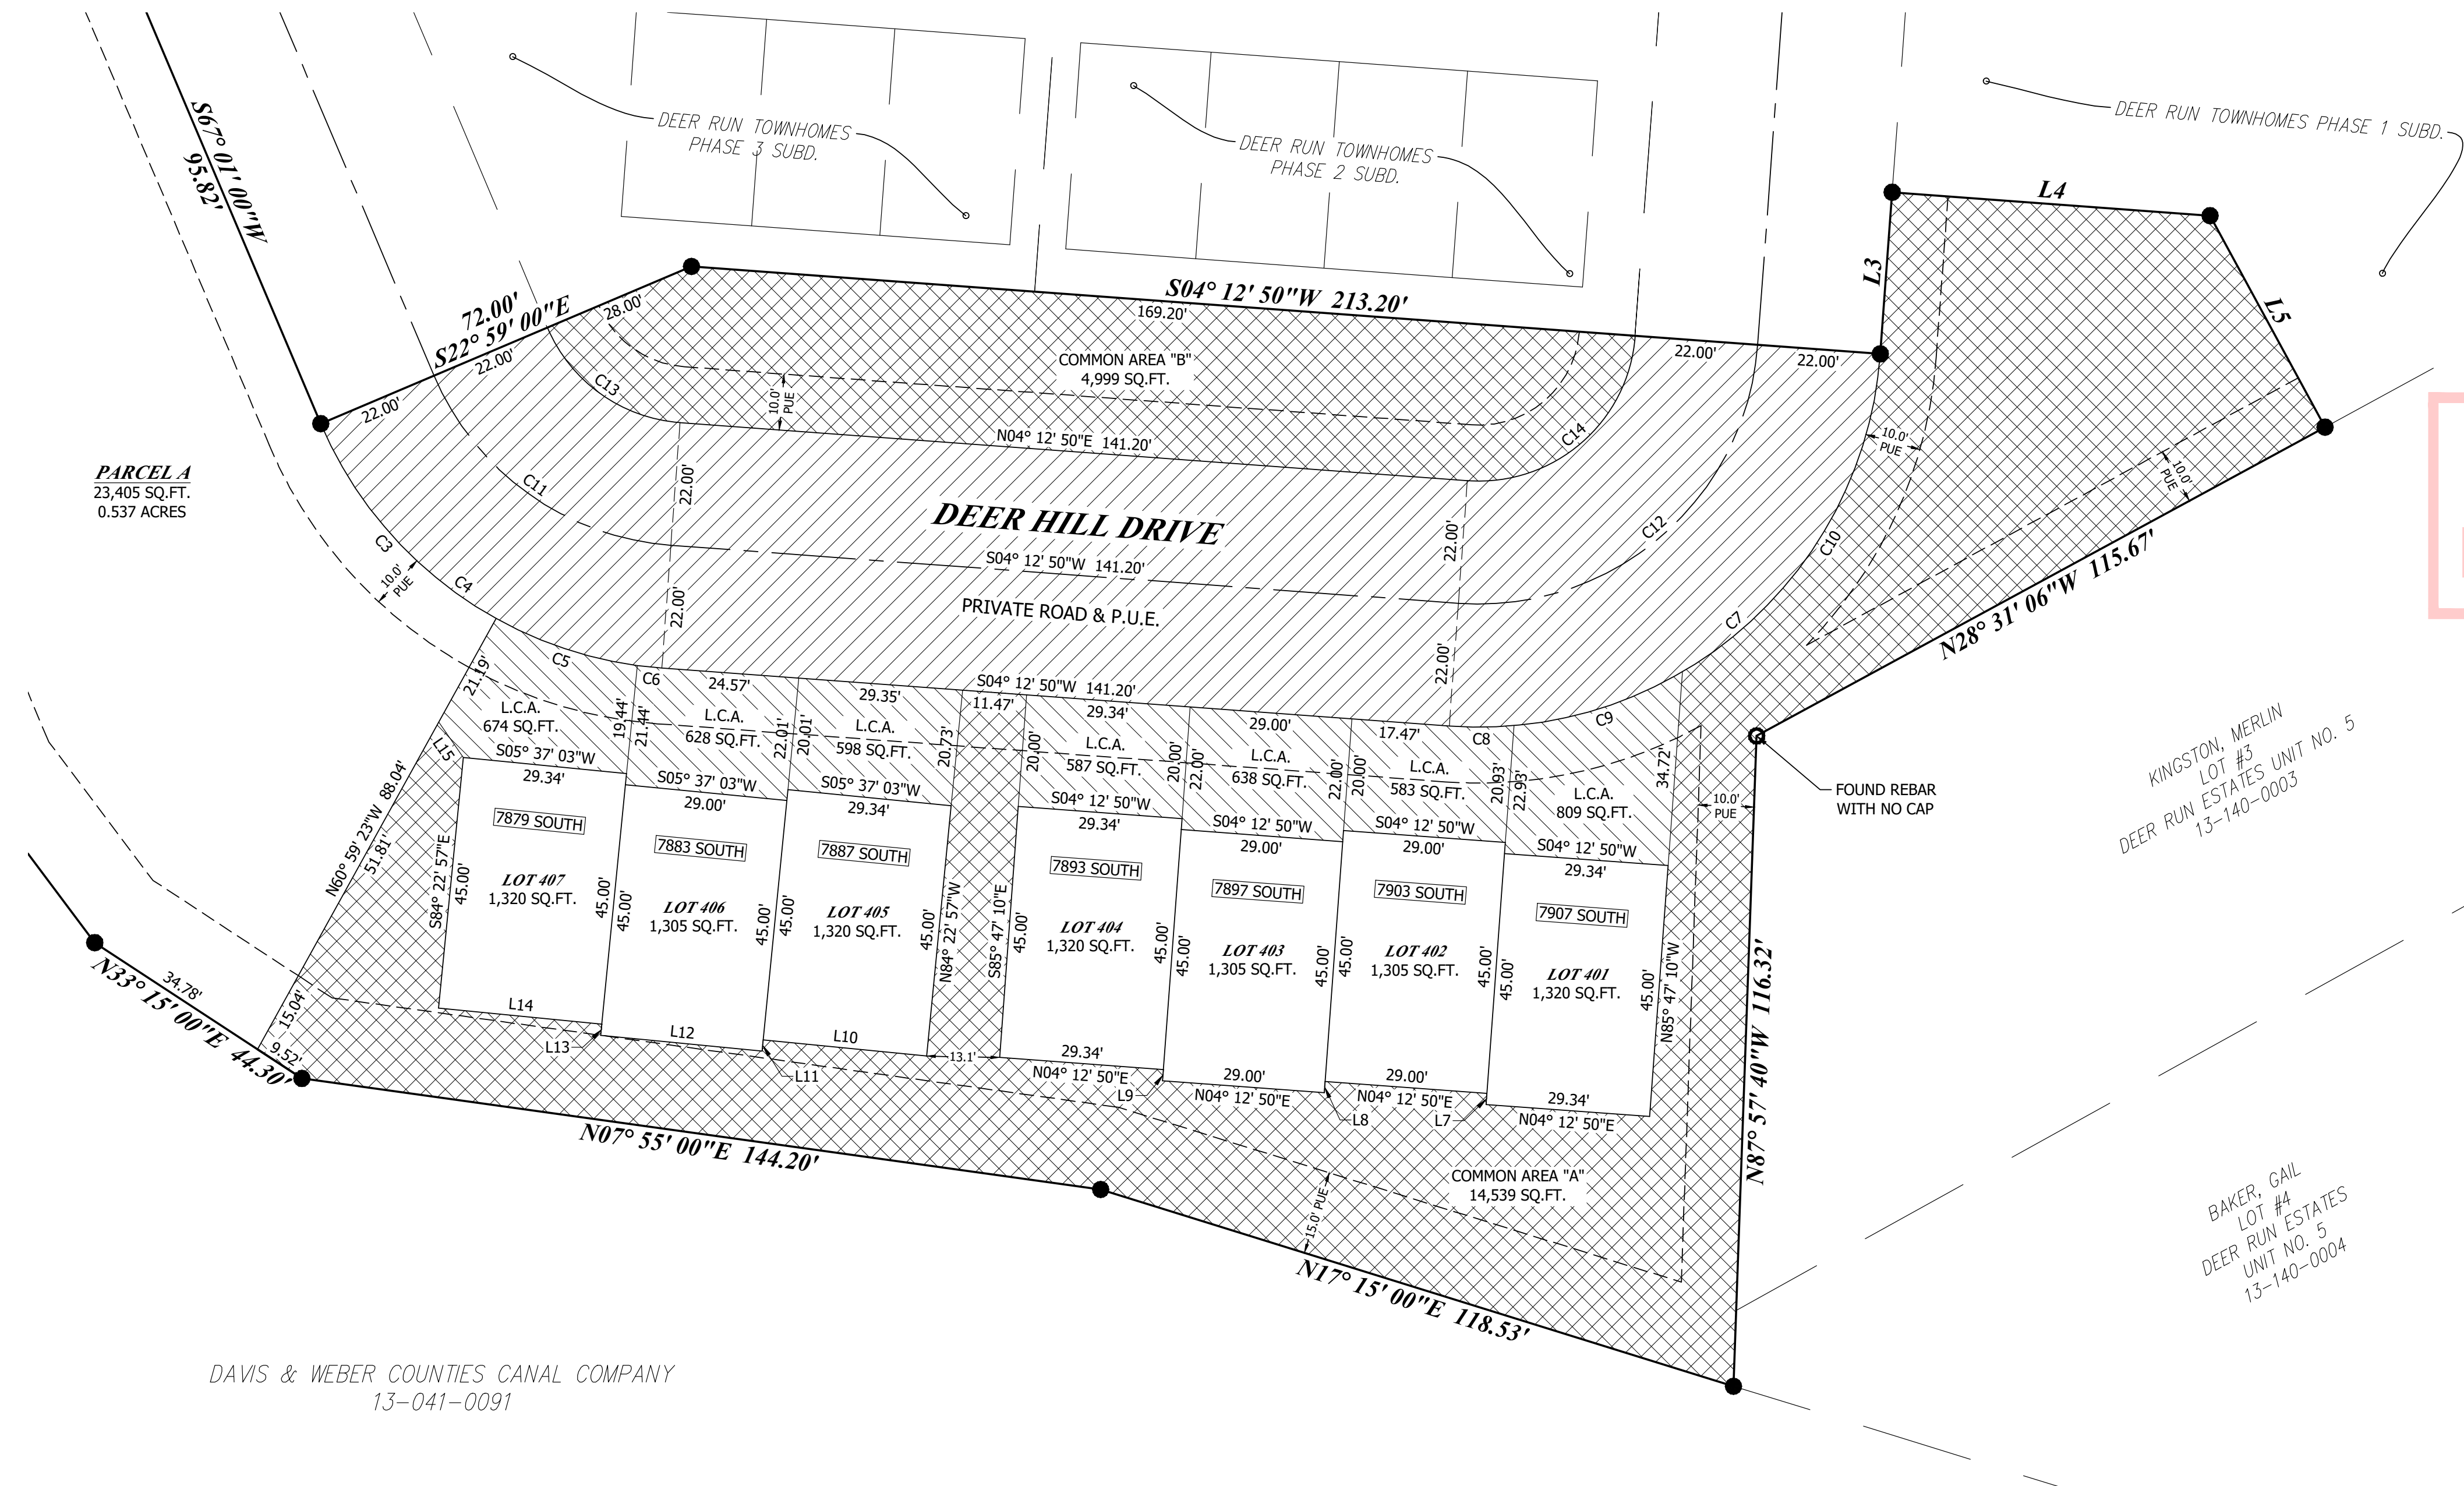 S67° 01' 00"W
95.82'
DEER RUN TOWNHOMES
PHASE 3 SUBD.
DEER RUN TOWNHOMES
PHASE 2 SUBD.
DEER RUN TOWNHOMES PHASE 1 SUBD.
L4
L3
L5
72.00'
S22° 59' 00"E
28.00'
22.00'
22.00'
S04° 12' 50"W 213.20'
169.20'
22.00'
22.00'
COMMON AREA "B"
4,999 SQ.FT.
C13
10.0'
PUE
N04° 12' 50"E 141.20'
C14
10.0'
PUE
10.0'
PUE
PARCEL A
23,405 SQ.FT.
0.537 ACRES
C11
22.00'
DEER HILL DRIVE
22.00'
C12
C10
C3
C4
10.0'
PUE
S04° 12' 50"W 141.20'
22.00'
PRIVATE ROAD & P.U.E.
22.00'
C7
N28° 31' 06"W 115.67'
C5
C6
24.57'
29.35'
S04° 12' 50"W 141.20'
11.47'
29.34'
29.00'
17.47'
C8
C9
21.19'
L.C.A.
674 SQ.FT.
19.44'
21.44'
L.C.A.
628 SQ.FT.
22.01'
20.01'
L.C.A.
598 SQ.FT.
20.73'
20.00'
L.C.A.
587 SQ.FT.
20.00'
22.00'
L.C.A.
638 SQ.FT.
22.00'
20.00'
L.C.A.
583 SQ.FT.
20.93'
22.93'
L.C.A.
809 SQ.FT.
34.72'
10.0'
PUE
FOUND REBAR
WITH NO CAP
KINGSTON, MERLIN
LOT #3
DEER RUN ESTATES UNIT NO. 5
13-140-0003
L15
S05° 37' 03"W
29.34'
S05° 37' 03"W
29.00'
S05° 37' 03"W
29.34'
S04° 12' 50"W
29.34'
S04° 12' 50"W
29.00'
S04° 12' 50"W
29.00'
S04° 12' 50"W
29.34'
N60° 59' 23"W 88.04'
51.81'
S84° 22' 57"E
45.00'
7879 SOUTH
LOT 407
1,320 SQ.FT.
45.00'
45.00'
7883 SOUTH
LOT 406
1,305 SQ.FT.
45.00'
45.00'
7887 SOUTH
LOT 405
1,320 SQ.FT.
45.00'
N84° 22' 57"W
S85° 47' 10"E
45.00'
7893 SOUTH
LOT 404
1,320 SQ.FT.
45.00'
45.00'
7897 SOUTH
LOT 403
1,305 SQ.FT.
45.00'
45.00'
7903 SOUTH
LOT 402
1,305 SQ.FT.
45.00'
45.00'
7907 SOUTH
LOT 401
1,320 SQ.FT.
45.00'
N85° 47' 10"W
N87° 57' 40"W 116.32'
34.78'
N33° 15' 00"E 44.30'
15.04'
9.52'
L14
L13
L12
L11
L10
13.1'
29.34'
N04° 12' 50"E
L9
29.00'
N04° 12' 50"E
L8
29.00'
N04° 12' 50"E
L7
29.34'
N04° 12' 50"E
N07° 55' 00"E 144.20'
COMMON AREA "A"
14,539 SQ.FT.
15.0' PUE
N17° 15' 00"E 118.53'
BAKER, GAIL
LOT #4
DEER RUN ESTATES
UNIT NO. 5
13-140-0004
DAVIS & WEBER COUNTIES CANAL COMPANY
13-041-0091